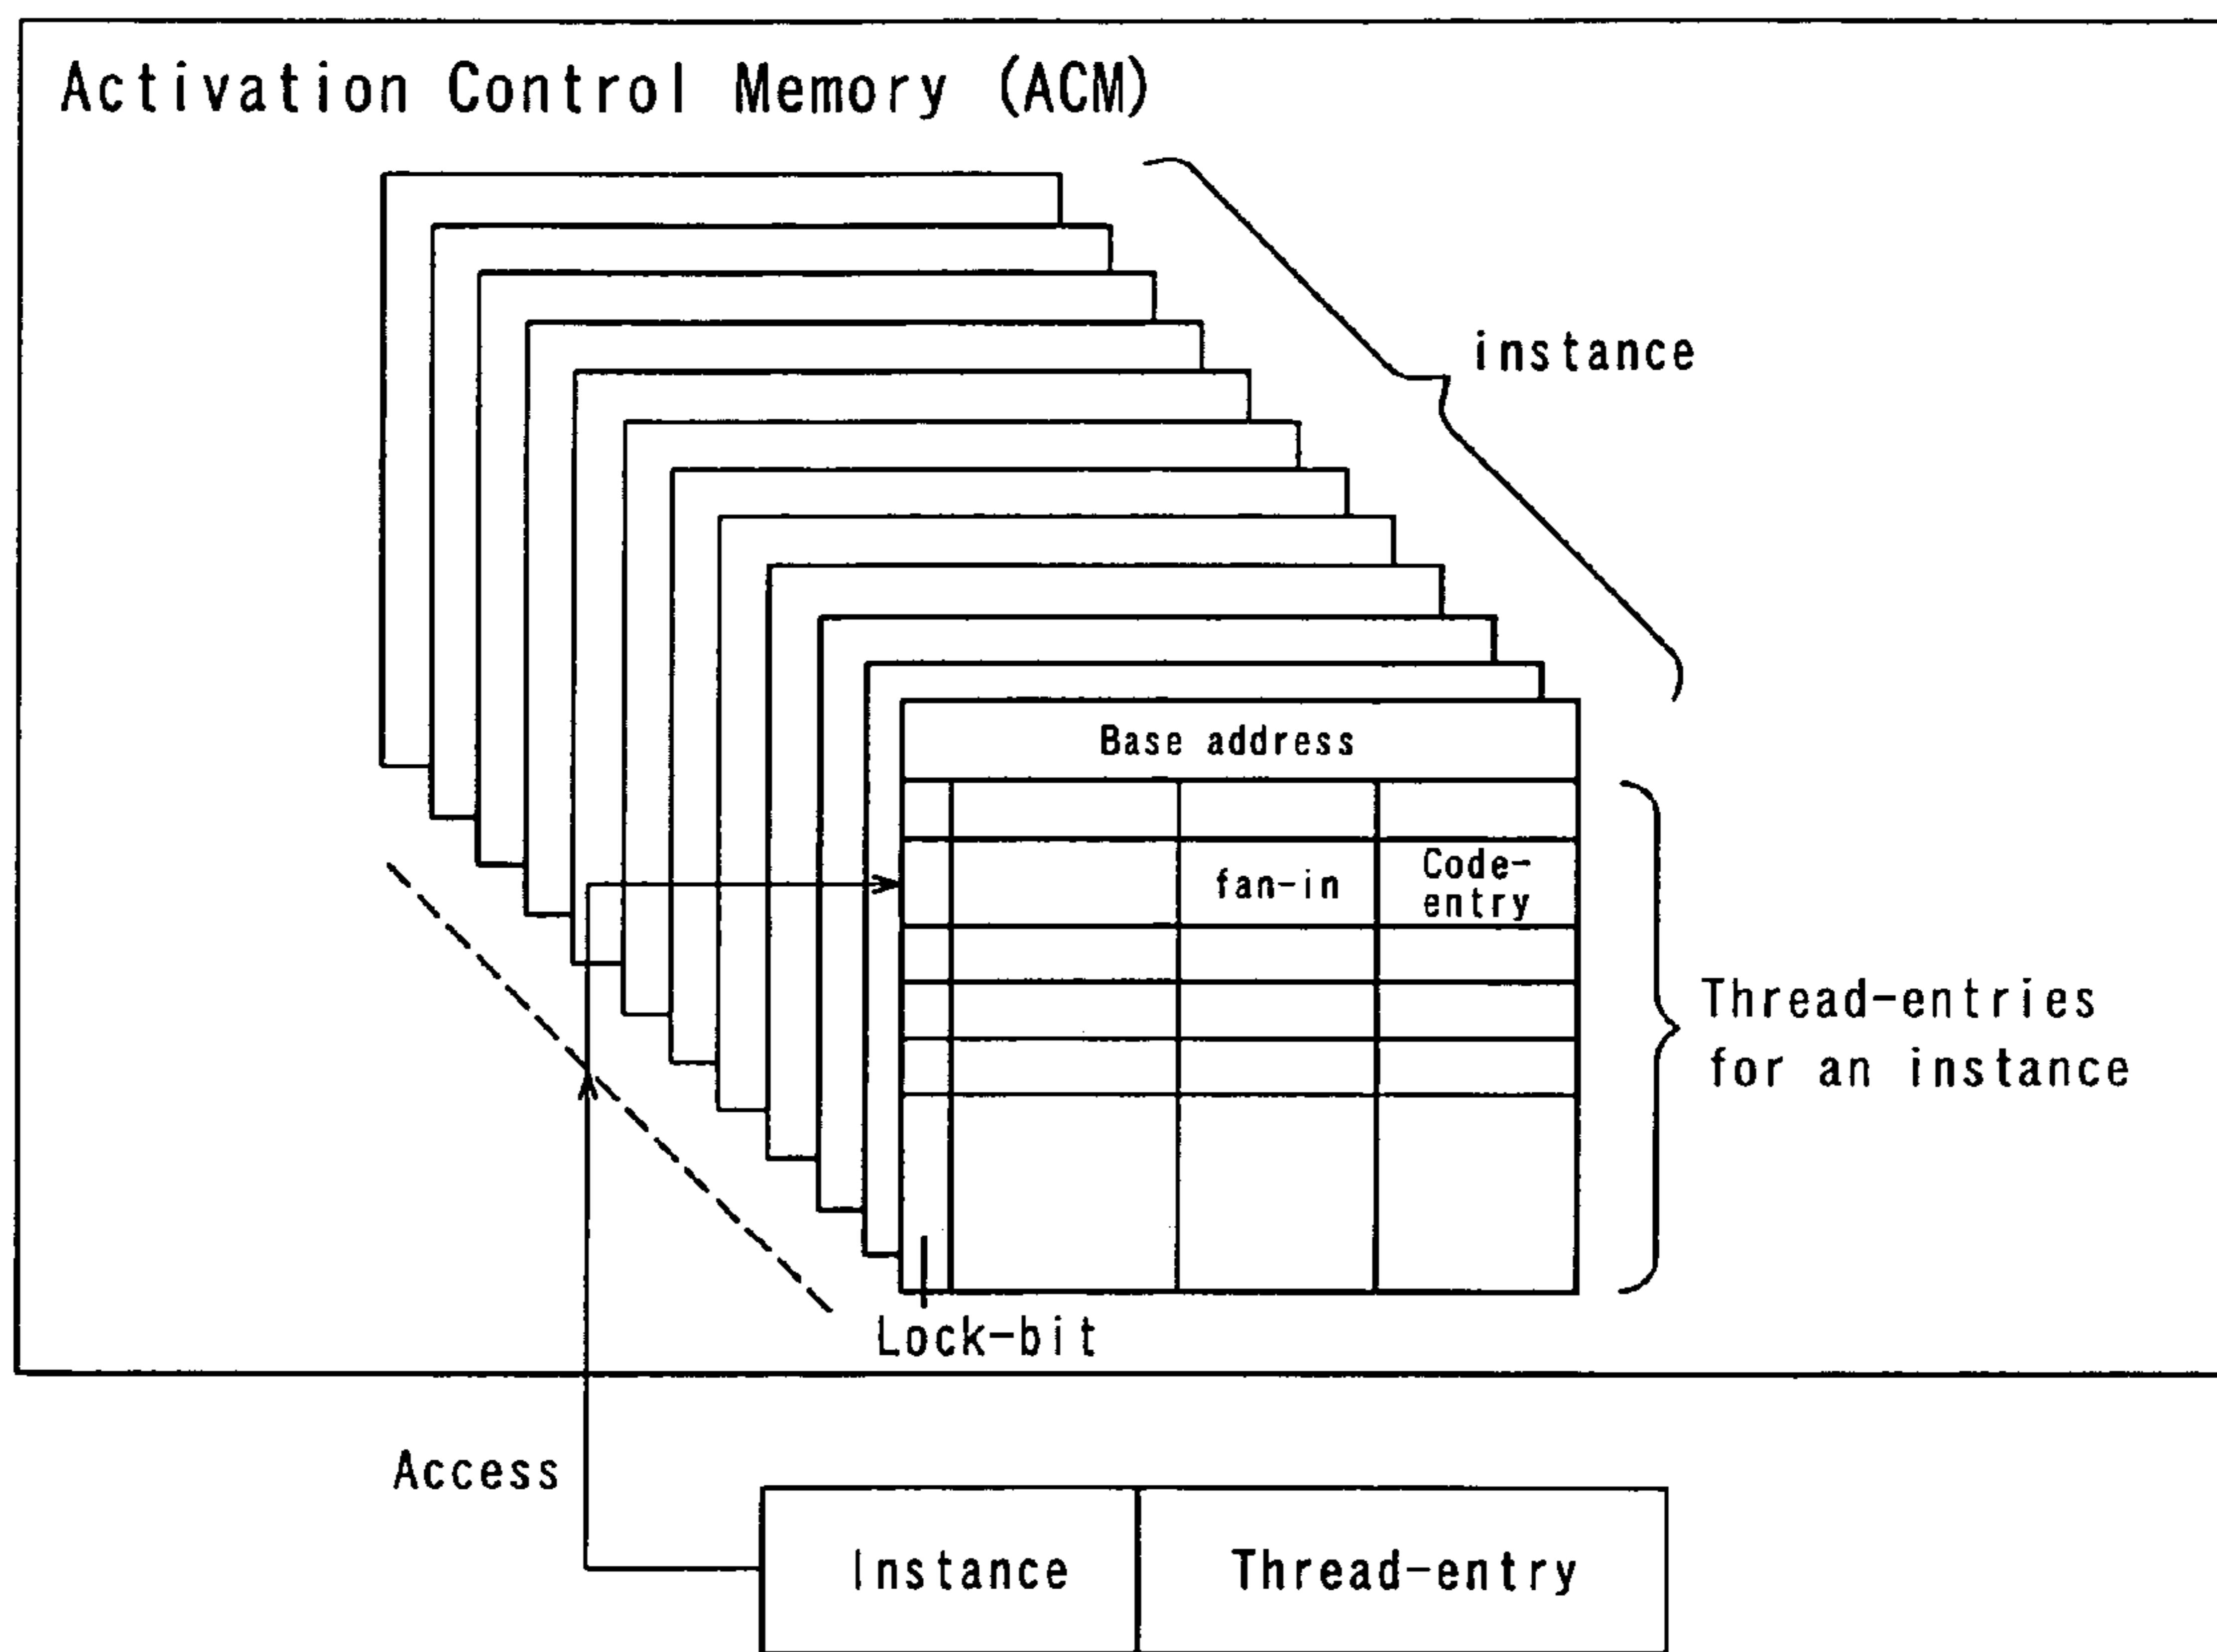 Activation Control Memory (ACM)
instance
Base address
fan-in
Code-
entry
Thread-entries
for an instance
Lock-bit
Access
Instance
Thread-entry